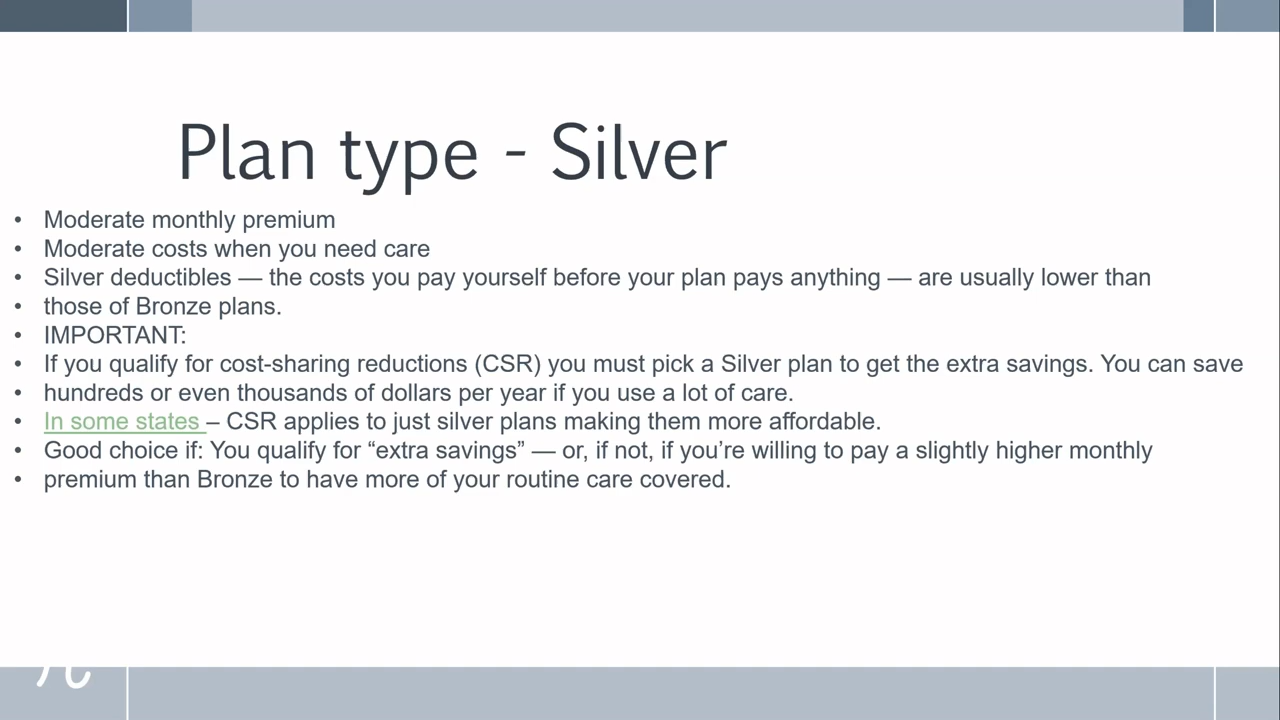 Plan type - Silver
• Moderate monthly premium
• Moderate costs when you need care
• Silver deductibles — the costs you pay yourself before your plan pays anything — are usually lower than
• those of Bronze plans.
• IMPORTANT:
• If you qualify for cost-sharing reductions (CSR) you must pick a Silver plan to get the extra savings. You can save
• hundreds or even thousands of dollars per year if you use a lot of care.
• In some states – CSR applies to just silver plans making them more affordable.
• Good choice if: You qualify for “extra savings” — or, if not, if you’re willing to pay a slightly higher monthly
• premium than Bronze to have more of your routine care covered.